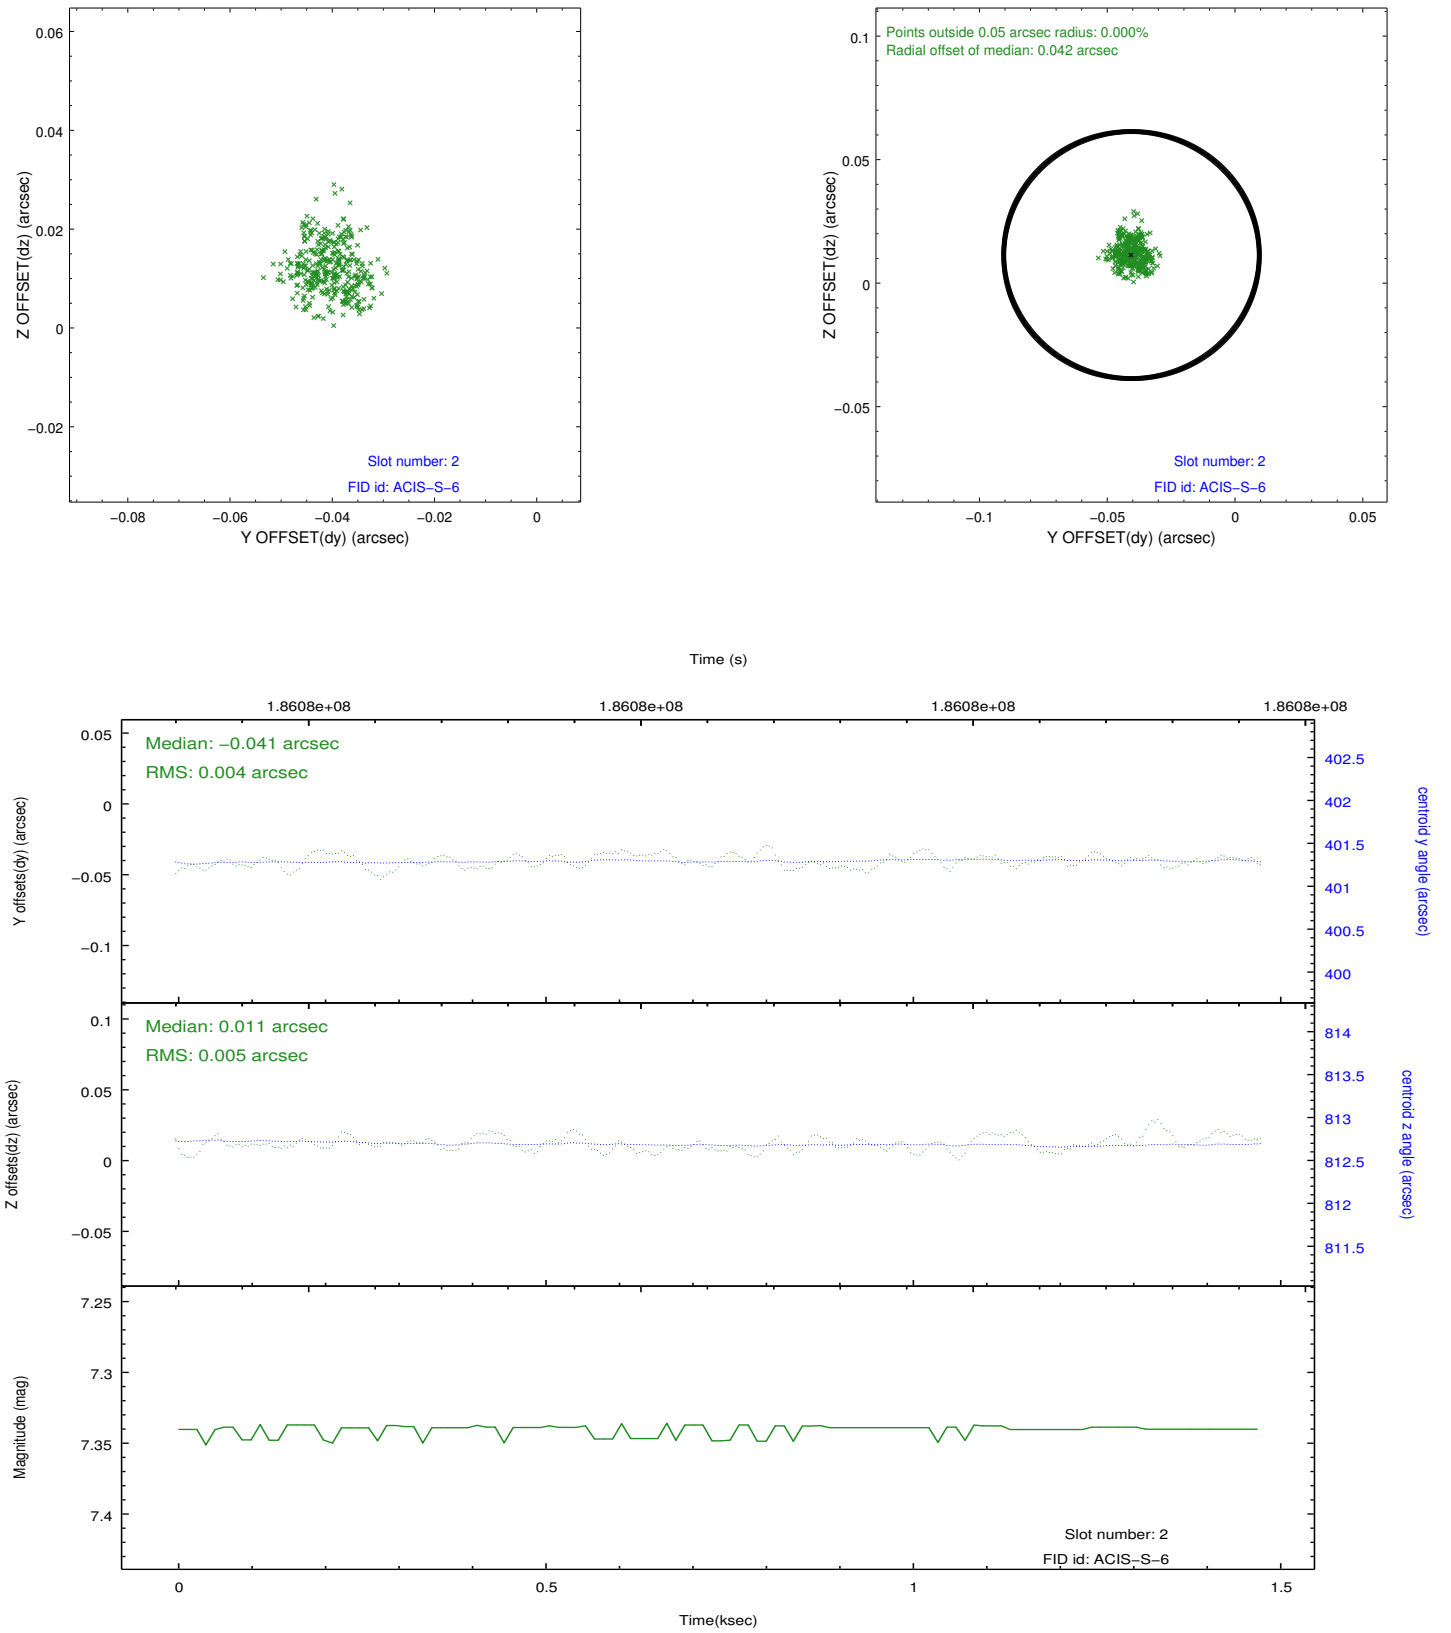 0.06
0.04
0.02
0
−0.02
Z OFFSET(dz) (arcsec)
Slot number: 2
FID id: ACIS−S−6
−0.08 −0.06 −0.04 −0.02 0
Y OFFSET(dy) (arcsec)
Points outside 0.05 arcsec radius: 0.000%
Radial offset of median: 0.042 arcsec
0.1
0.05
0
−0.05
Z OFFSET(dz) (arcsec)
Slot number: 2
FID id: ACIS−S−6
−0.1 −0.05 0 0.05
Y OFFSET(dy) (arcsec)
Time (s)
1.8608e+08 1.8608e+08 1.8608e+08 1.8608e+08
Median: −0.041 arcsec
RMS: 0.004 arcsec
0.05
0
−0.05
−0.1
Y offsets(dy) (arcsec)
402.5
402
401.5
401
400.5
400
centroid y angle (arcsec)
Median: 0.011 arcsec
RMS: 0.005 arcsec
0.1
0.05
0
−0.05
Z offsets(dz) (arcsec)
814
813.5
813
812.5
812
811.5
centroid z angle (arcsec)
7.25
7.3
7.35
7.4
Magnitude (mag)
Slot number: 2
FID id: ACIS−S−6
0 0.5 1 1.5
Time(ksec)